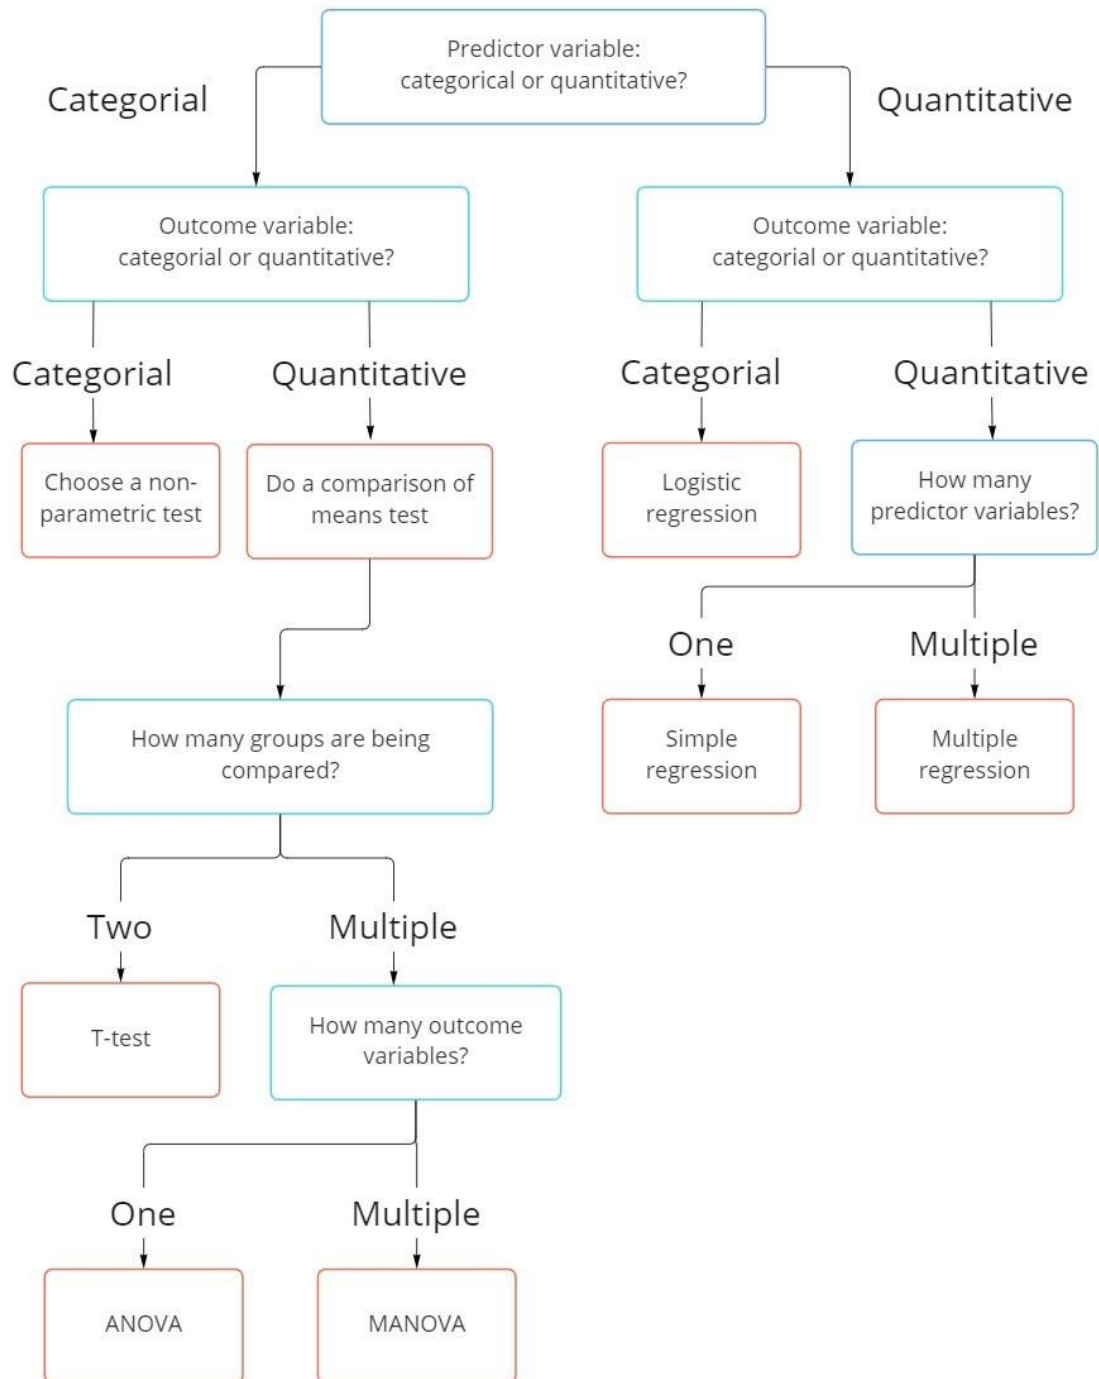 Predictor variable:
categorical or quantitative?
Categorial
Quantitative
Outcome variable:
categorial or quantitative?
Outcome variable:
categorial or quantitative?
Categorial
Quantitative
Categorial
Quantitative
Choose a non-
parametric test
Do a comparison of
means test
Logistic
regression
How many
predictor variables?
One
Multiple
How many groups are being
compared?
Simple
regression
Multiple
regression
Two
Multiple
T-test
How many outcome
variables?
One
Multiple
ANOVA
MANOVA